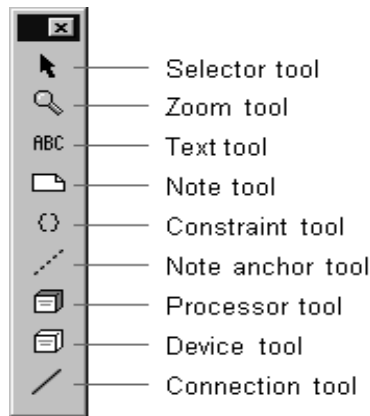 Selector tool
Zoom tool
ABC Text tool
Note tool
{} Constraint tool
Note anchor tool
Processor tool
Device tool
Connection tool